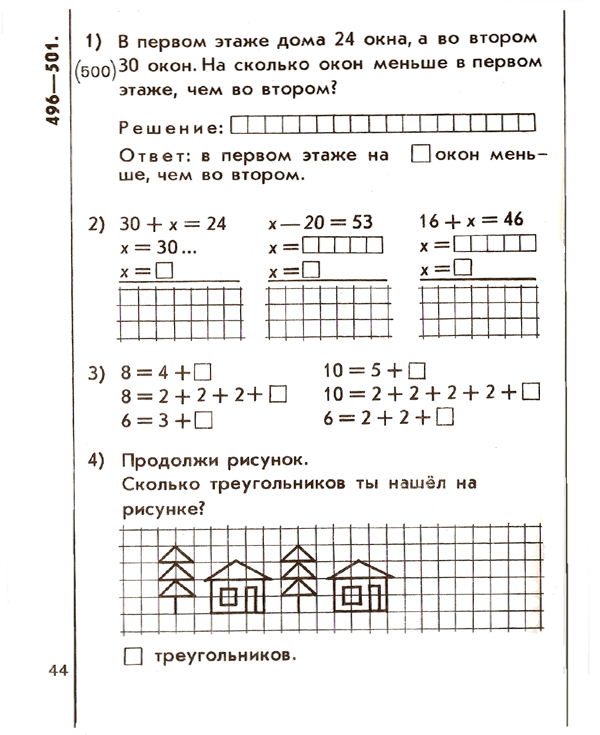 496—501.
1) В первом этаже дома 24 окна, а во втором
(500) 30 окон. На сколько окон меньше в первом
этаже, чем во втором?
Решение:
Ответ: в первом этаже на □ окон мень-
ше, чем во втором.
2) 30 + x = 24 x — 20 = 53 16 + x = 46
x = 30... x = x =
x = □ x = □ x = □
3) 8 = 4 + □ 10 = 5 + □
8 = 2 + 2 + 2 + □ 10 = 2 + 2 + 2 + 2 + □
6 = 3 + □ 6 = 2 + 2 + □
4) Продолжи рисунок.
Сколько треугольников ты нашёл на
рисунке?
□ треугольников.
44